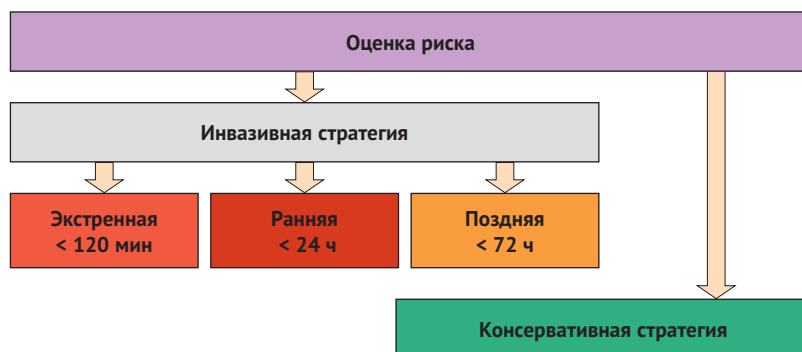 Оценка риска
Инвазивная стратегия
Экстренная
< 120 мин
Ранняя
< 24 ч
Поздняя
< 72 ч
Консервативная стратегия